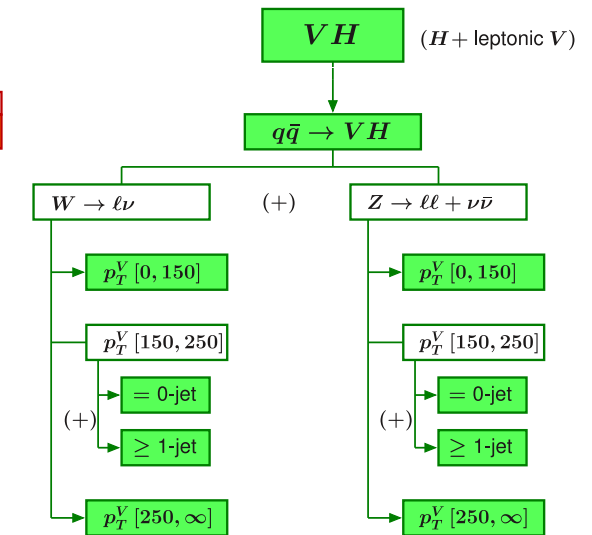 VH (H + leptonic V)
qq̄ → VH
W → ℓν (+) Z → ℓℓ + νν̄
p_T^V [0, 150] p_T^V [0, 150]
p_T^V [150, 250] p_T^V [150, 250]
= 0-jet = 0-jet
(+) (+)
≥ 1-jet ≥ 1-jet
p_T^V [250, ∞] p_T^V [250, ∞]